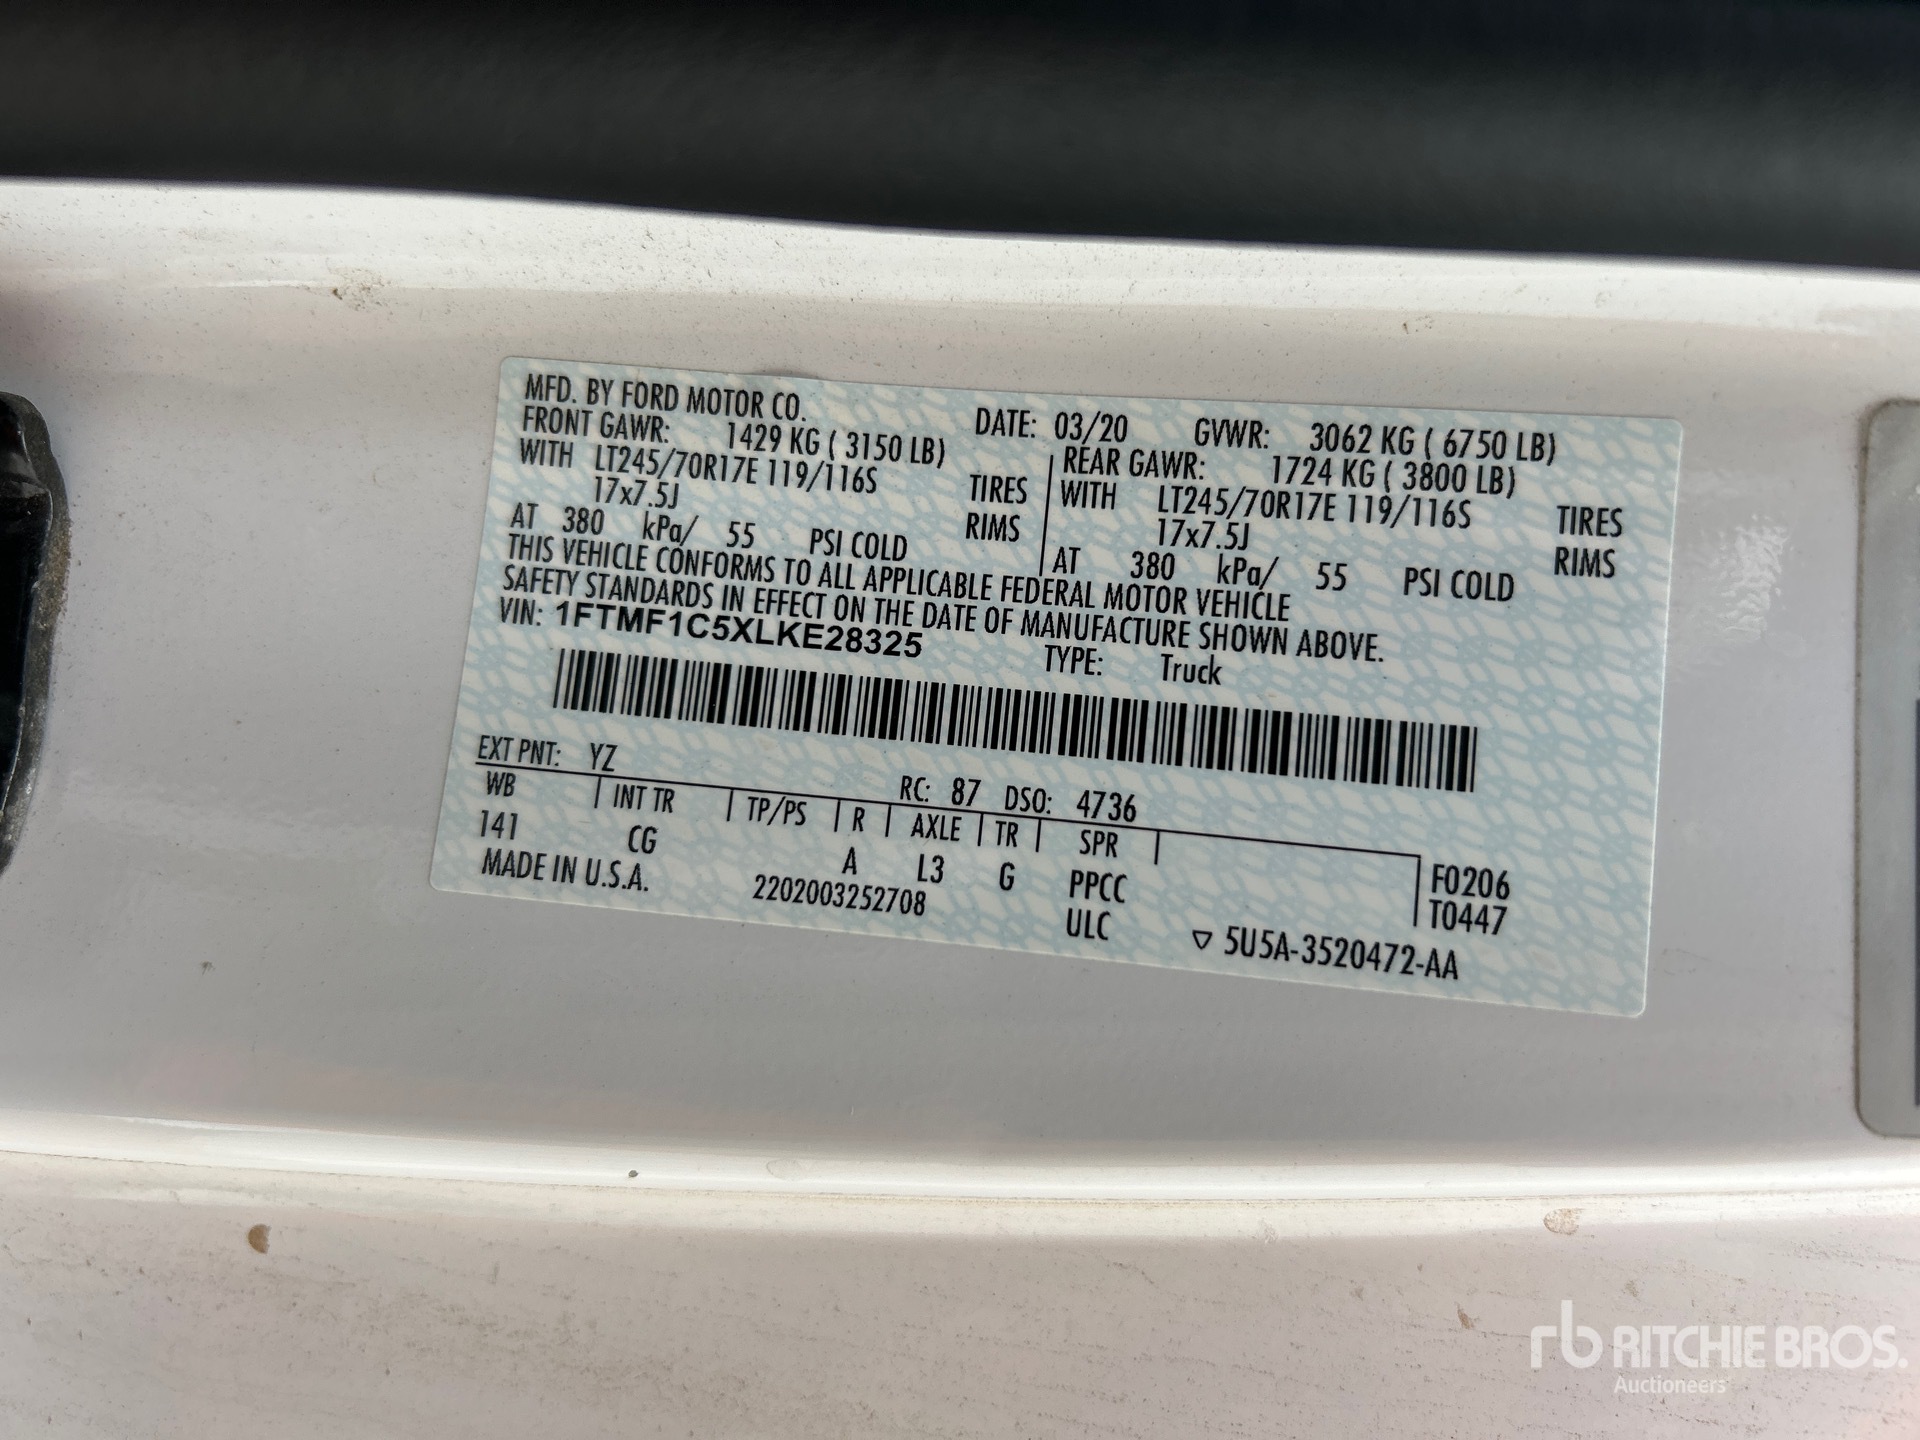 MFD. BY FORD MOTOR CO. DATE: 03/20 GVWR: 3062 KG ( 6750 LB)
FRONT GAWR: 1429 KG ( 3150 LB) REAR GAWR: 1724 KG ( 3800 LB)
WITH LT245/70R17E 119/116S TIRES WITH LT245/70R17E 119/116S TIRES
17x7.5J RIMS 17x7.5J RIMS
AT 380 kPa/ 55 PSI COLD AT 380 kPa/ 55 PSI COLD
THIS VEHICLE CONFORMS TO ALL APPLICABLE FEDERAL MOTOR VEHICLE
SAFETY STANDARDS IN EFFECT ON THE DATE OF MANUFACTURE SHOWN ABOVE.
VIN: 1FTMF1C5XLKE28325 TYPE: Truck
EXT PNT: YZ RC: 87 DSO: 4736
WB INT TR TP/PS R AXLE TR SPR
141 CG A L3 G PPCC F0206
MADE IN U.S.A. 2202003252708 ULC T0447
▽ 5U5A-3520472-AA
rb RITCHIE BROS.
Auctioneers